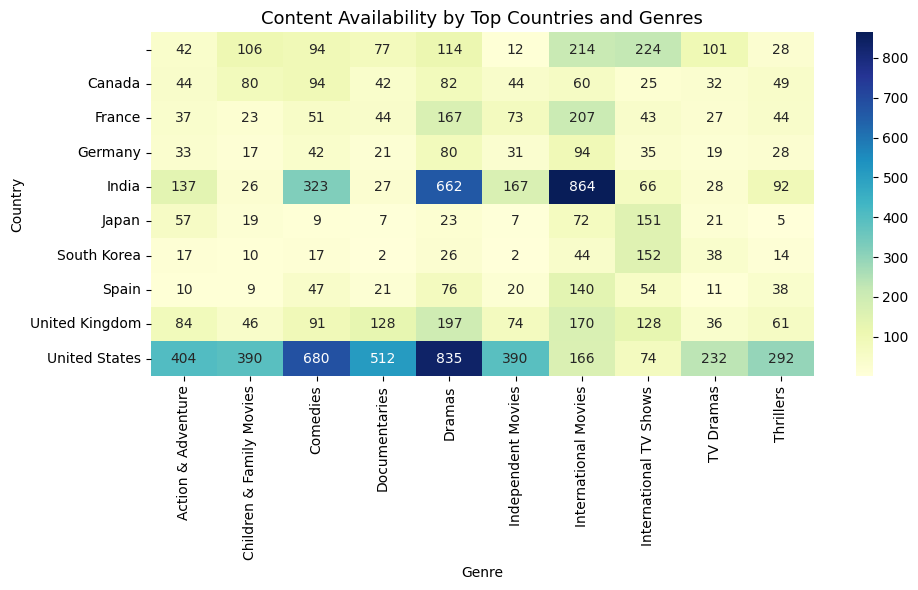 Content Availability by Top Countries and Genres
42 106 94 77 114 12 214 224 101 28
Canada 44 80 94 42 82 44 60 25 32 49
France 37 23 51 44 167 73 207 43 27 44
Germany 33 17 42 21 80 31 94 35 19 28
India 137 26 323 27 662 167 864 66 28 92
Japan 57 19 9 7 23 7 72 151 21 5
South Korea 17 10 17 2 26 2 44 152 38 14
Spain 10 9 47 21 76 20 140 54 11 38
United Kingdom 84 46 91 128 197 74 170 128 36 61
United States 404 390 680 512 835 390 166 74 232 292
Country
Action & Adventure
Children & Family Movies
Comedies
Documentaries
Dramas
Independent Movies
International Movies
International TV Shows
TV Dramas
Thrillers
Genre
800
700
600
500
400
300
200
100